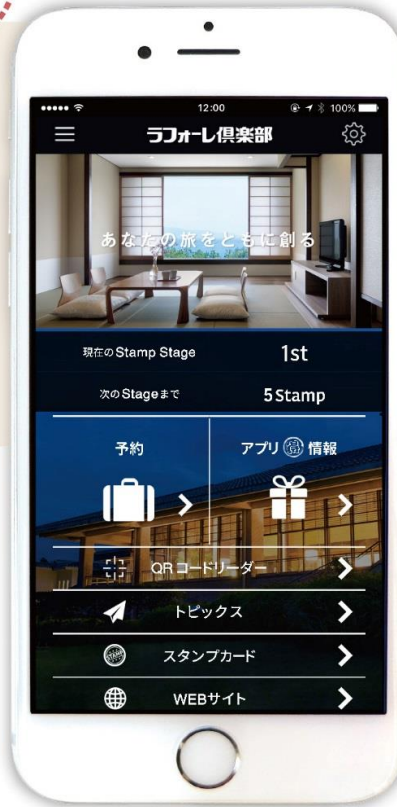 12:00
100%
ラフォーレ倶楽部
あなたの旅をともに創る
現在のStamp Stage
1st
次のStageまで
5Stamp
予約
アプリ得情報
QRコードリーダー
トピックス
STAMP
スタンプカード
WEBサイト